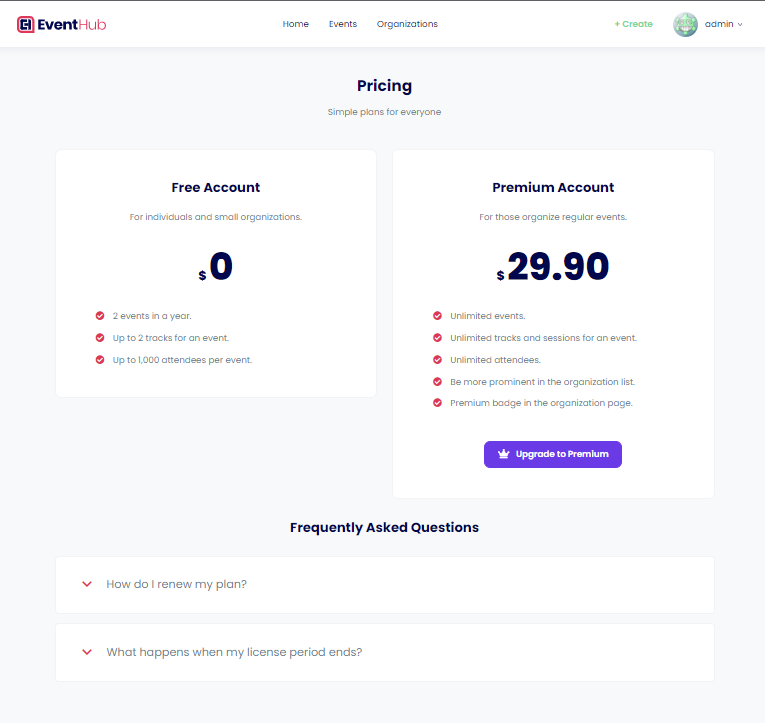 EventHub
Home Events Organizations
+ Create
admin
Pricing
Simple plans for everyone
Free Account
For individuals and small organizations.
$ 0
2 events in a year.
Up to 2 tracks for an event.
Up to 1,000 attendees per event.
Premium Account
For those organize regular events.
$ 29.90
Unlimited events.
Unlimited tracks and sessions for an event.
Unlimited attendees.
Be more prominent in the organization list.
Premium badge in the organization page.
Upgrade to Premium
Frequently Asked Questions
How do I renew my plan?
What happens when my license period ends?